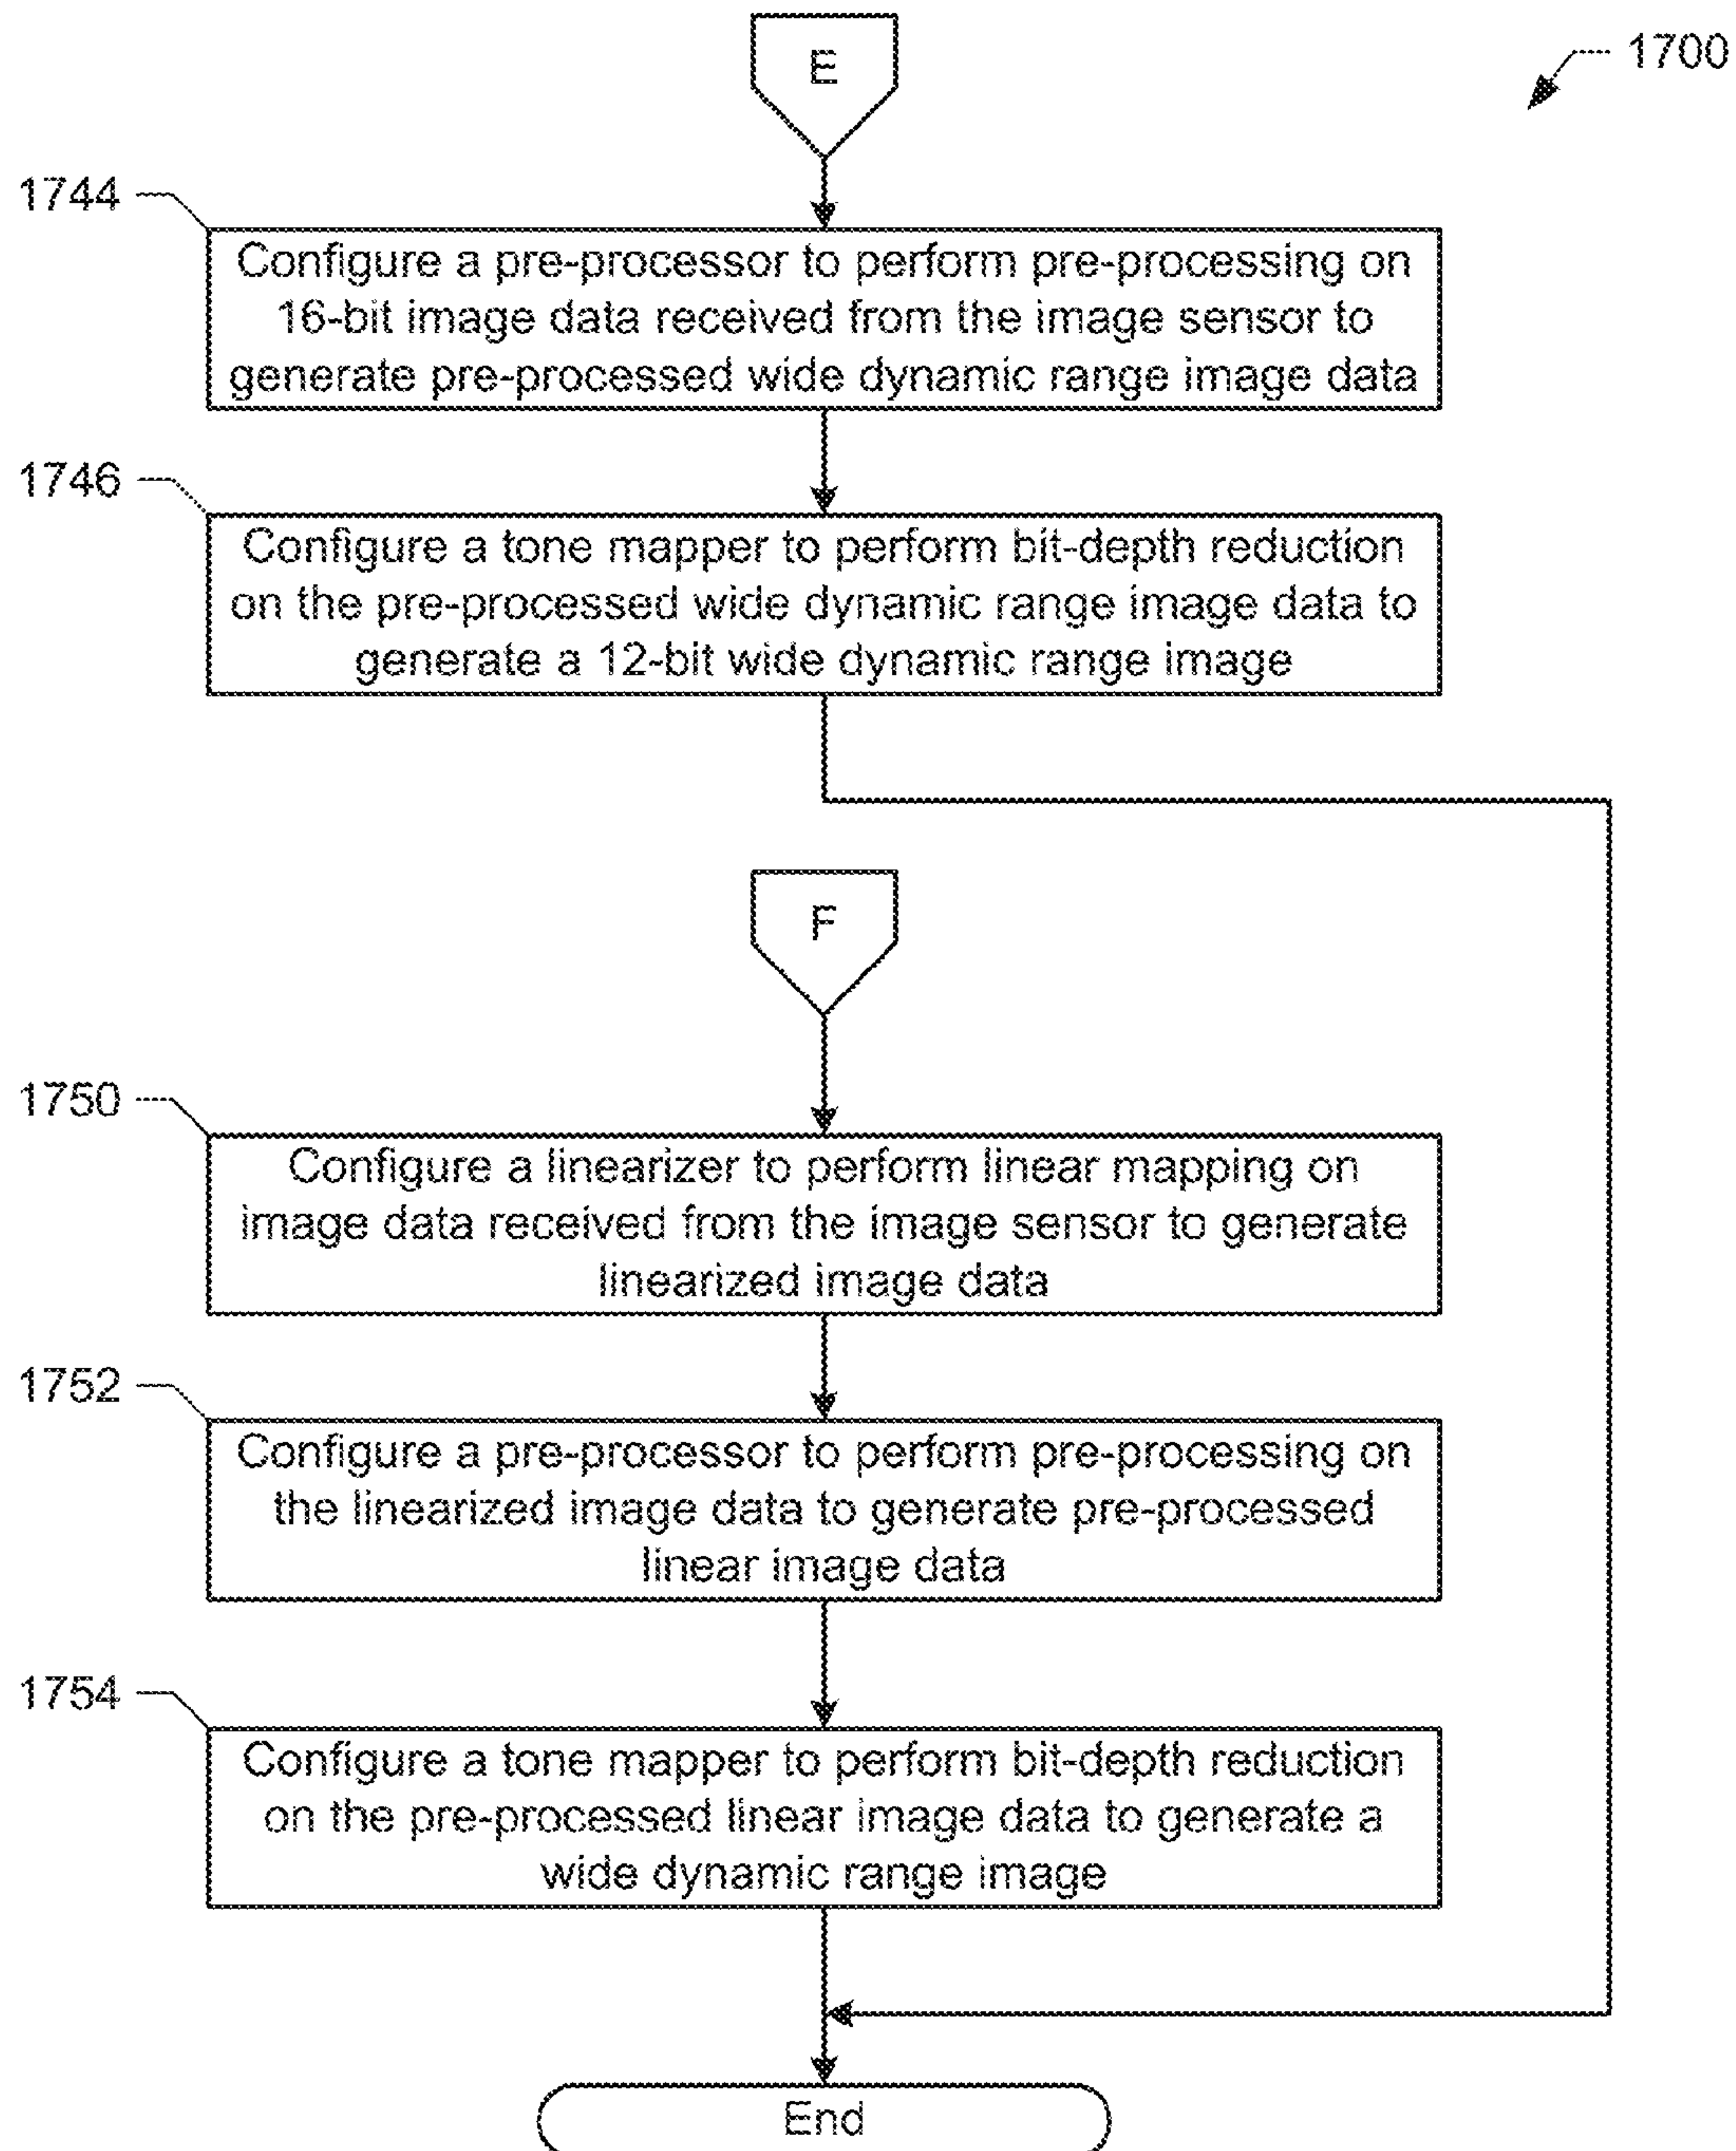 E
1700
1744
Configure a pre-processor to perform pre-processing on
16-bit image data received from the image sensor to
generate pre-processed wide dynamic range image data
1746
Configure a tone mapper to perform bit-depth reduction
on the pre-processed wide dynamic range image data to
generate a 12-bit wide dynamic range image
F
1750
Configure a linearizer to perform linear mapping on
image data received from the image sensor to generate
linearized image data
1752
Configure a pre-processor to perform pre-processing on
the linearized image data to generate pre-processed
linear image data
1754
Configure a tone mapper to perform bit-depth reduction
on the pre-processed linear image data to generate a
wide dynamic range image
End